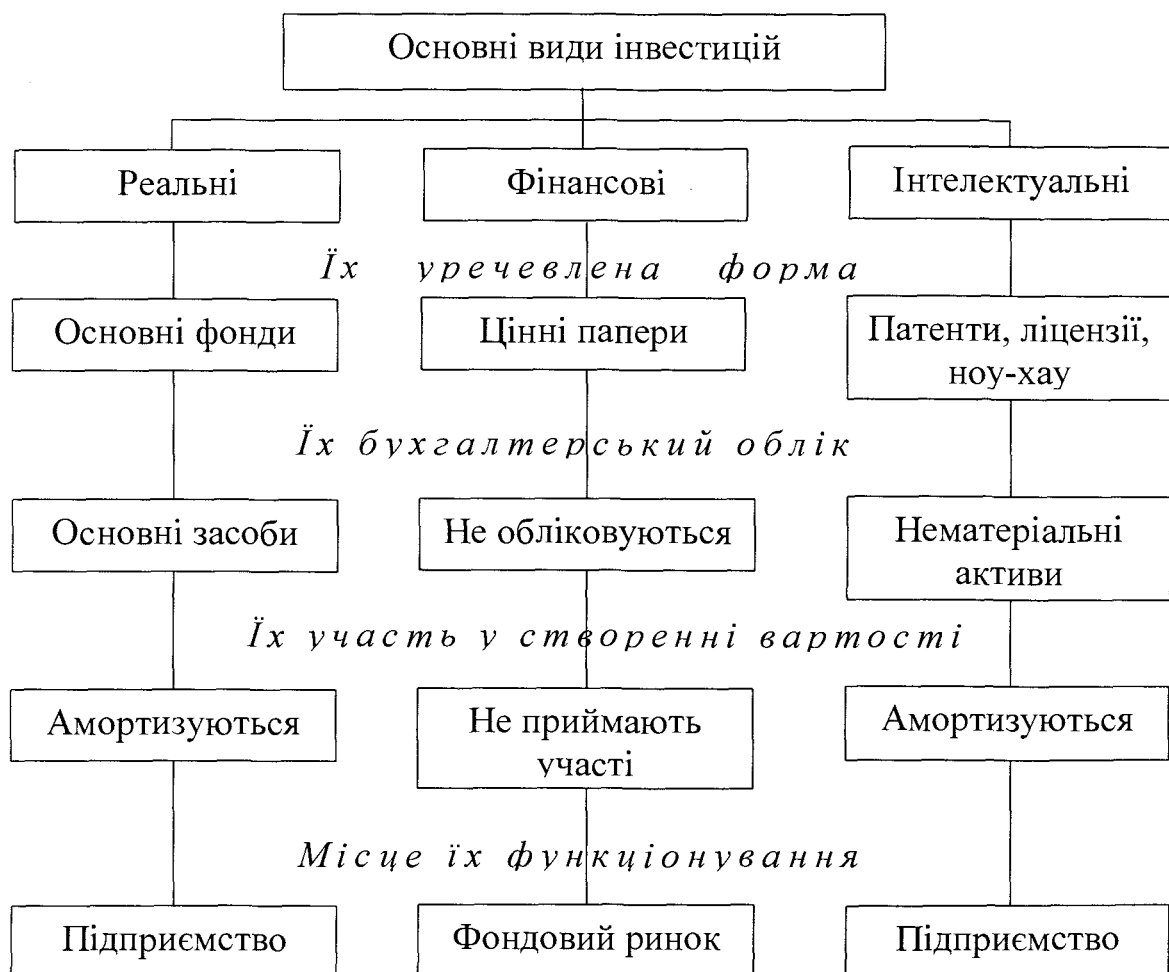 Основні види інвестицій
Реальні
Фінансові
Інтелектуальні
Їх уречевлена форма
Основні фонди
Цінні папери
Патенти, ліцензії,
ноу-хау
Їх бухгалтерський облік
Основні засоби
Не обліковуються
Нематеріальні
активи
Їх участь у створенні вартості
Амортизуються
Не приймають
участі
Амортизуються
Місце їх функціонування
Підприємство
Фондовий ринок
Підприємство